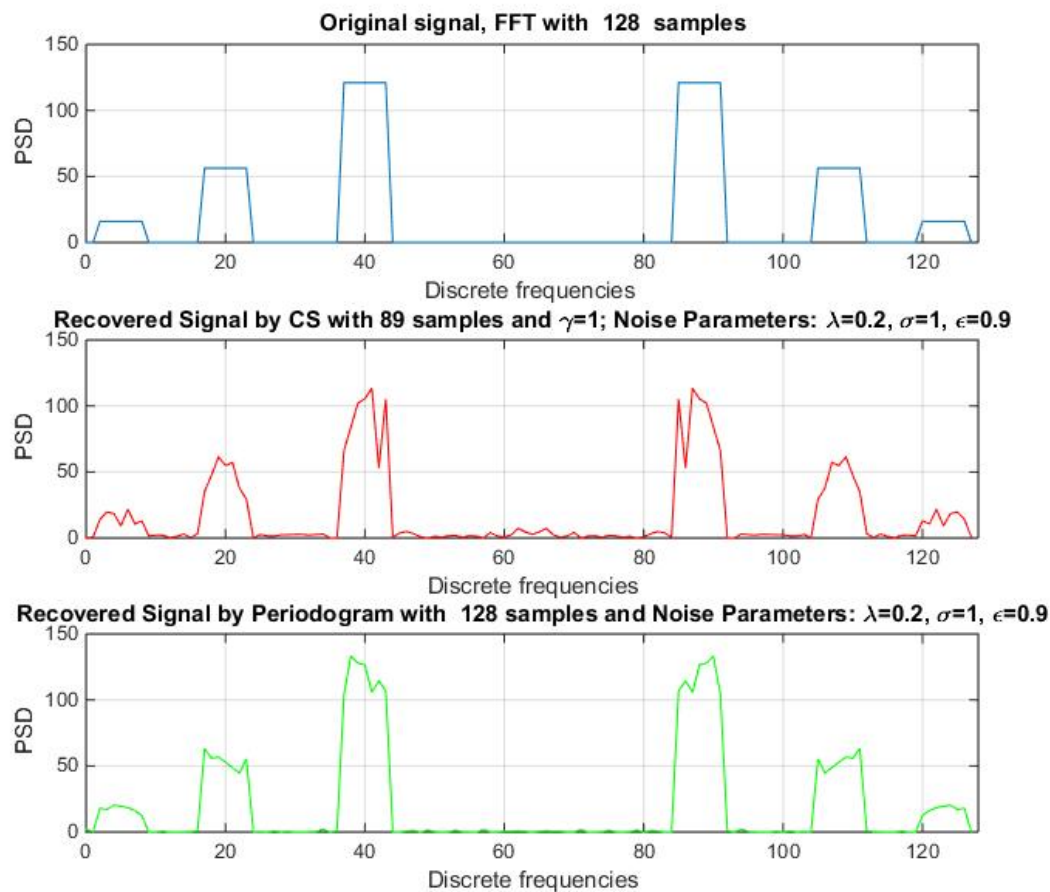 Original signal, FFT with 128 samples
150
100
50
0
PSD
0 20 40 60 80 100 120
Discrete frequencies
Recovered Signal by CS with 89 samples and γ=1; Noise Parameters: λ=0.2, σ=1, ϵ=0.9
150
100
50
0
PSD
0 20 40 60 80 100 120
Discrete frequencies
Recovered Signal by Periodogram with 128 samples and Noise Parameters: λ=0.2, σ=1, ϵ=0.9
150
100
50
0
PSD
0 20 40 60 80 100 120
Discrete frequencies